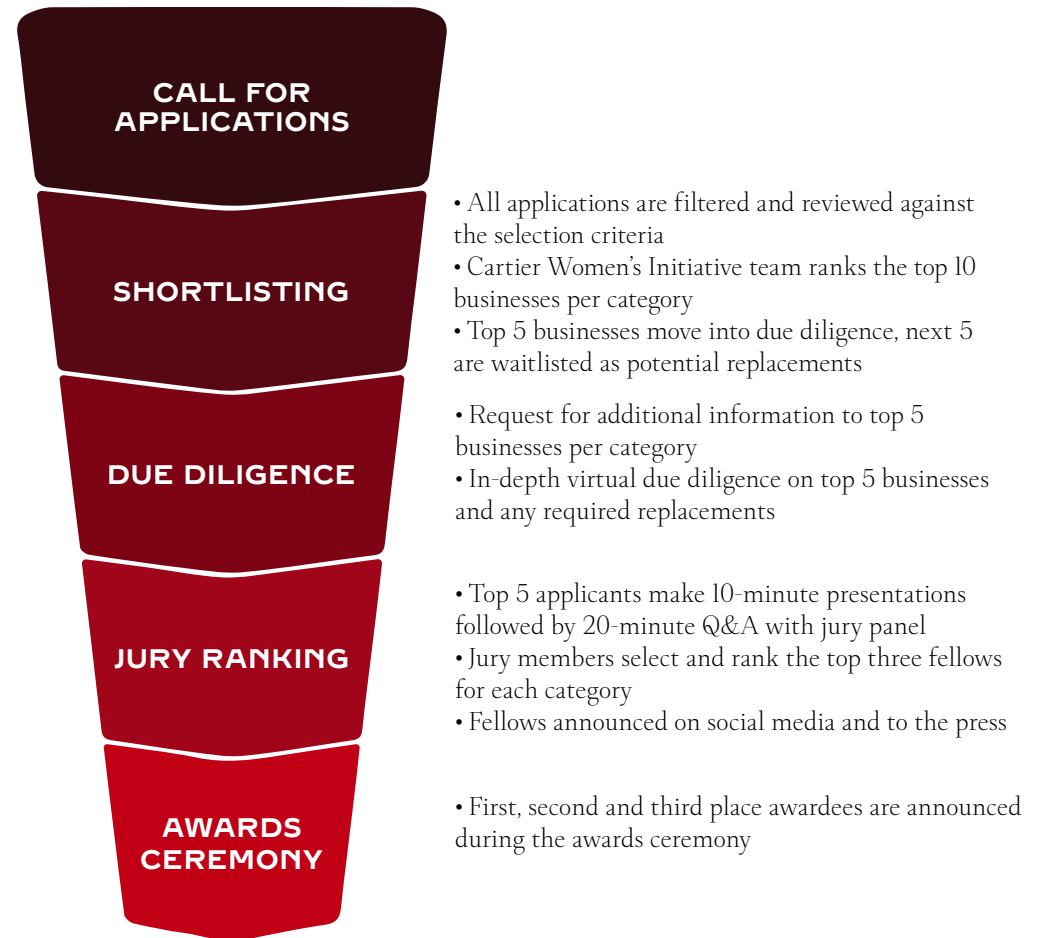 CALL FOR
APPLICATIONS
SHORTLISTING
• All applications are filtered and reviewed against
the selection criteria
• Cartier Women’s Initiative team ranks the top 10
businesses per category
• Top 5 businesses move into due diligence, next 5
are waitlisted as potential replacements
DUE DILIGENCE
• Request for additional information to top 5
businesses per category
• In-depth virtual due diligence on top 5 businesses
and any required replacements
JURY RANKING
• Top 5 applicants make 10-minute presentations
followed by 20-minute Q&A with jury panel
• Jury members select and rank the top three fellows
for each category
• Fellows announced on social media and to the press
AWARDS
CEREMONY
• First, second and third place awardees are announced
during the awards ceremony